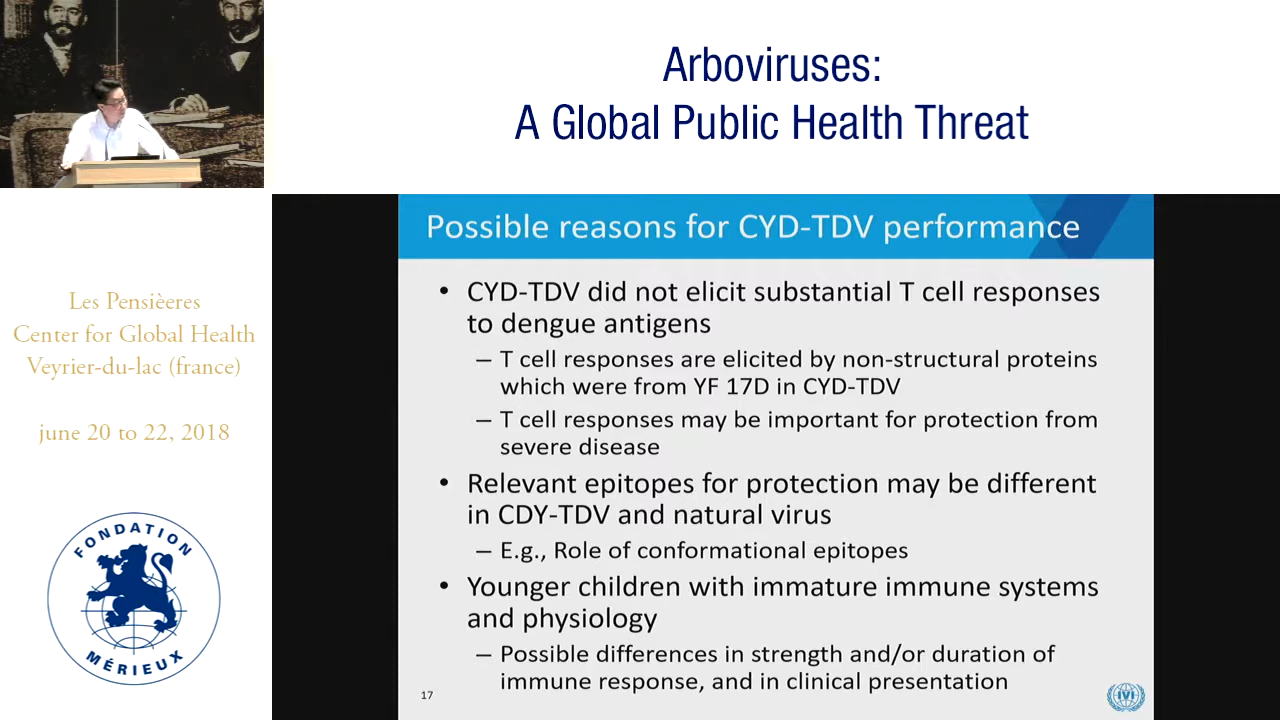 Arboviruses:
A Global Public Health Threat
Les Pensièeres
Center for Global Health
Veyrier-du-lac (france)
june 20 to 22, 2018
FONDATION
MÉRIEUX
Possible reasons for CYD-TDV performance
• CYD-TDV did not elicit substantial T cell responses
to dengue antigens
– T cell responses are elicited by non-structural proteins
which were from YF 17D in CYD-TDV
– T cell responses may be important for protection from
severe disease
• Relevant epitopes for protection may be different
in CDY-TDV and natural virus
– E.g., Role of conformational epitopes
• Younger children with immature immune systems
and physiology
– Possible differences in strength and/or duration of
immune response, and in clinical presentation
17
IVI